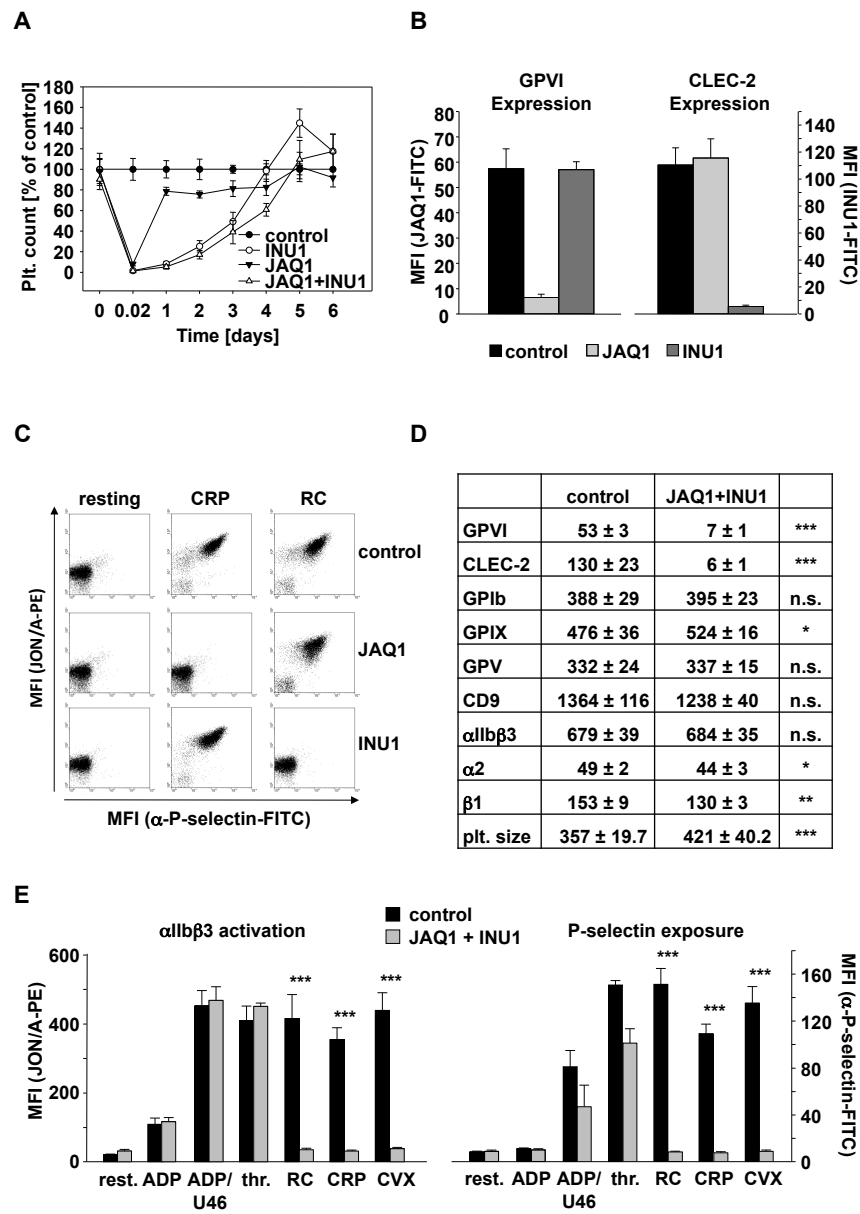 A
Plt. count [% of control]
180
160
140
120
100
80
60
40
20
0
control
INU1
JAQ1
JAQ1+INU1
0 0.02 1 2 3 4 5 6
Time [days]
B
GPVI
Expression
CLEC-2
Expression
MFI (JAQ1-FITC)
80
70
60
50
40
30
20
10
0
140
120
100
80
60
40
20
0
MFI (INU1-FITC)
control JAQ1 INU1
C
resting CRP RC
control
JAQ1
INU1
MFI (JON/A-PE)
MFI (α-P-selectin-FITC)
D
control JAQ1+INU1
GPVI 53 ± 3 7 ± 1 ***
CLEC-2 130 ± 23 6 ± 1 ***
GPIb 388 ± 29 395 ± 23 n.s.
GPIX 476 ± 36 524 ± 16 *
GPV 332 ± 24 337 ± 15 n.s.
CD9 1364 ± 116 1238 ± 40 n.s.
αIIbβ3 679 ± 39 684 ± 35 n.s.
α2 49 ± 2 44 ± 3 *
β1 153 ± 9 130 ± 3 **
plt. size 357 ± 19.7 421 ± 40.2 ***
E
control
JAQ1 + INU1
αIIbβ3 activation
MFI (JON/A-PE)
600
400
200
0
*** *** ***
rest. ADP ADP/ thr. RC CRP CVX
U46
P-selectin exposure
*** *** ***
160
120
80
40
0
MFI (α-P-selectin-FITC)
rest. ADP ADP/ thr. RC CRP CVX
U46